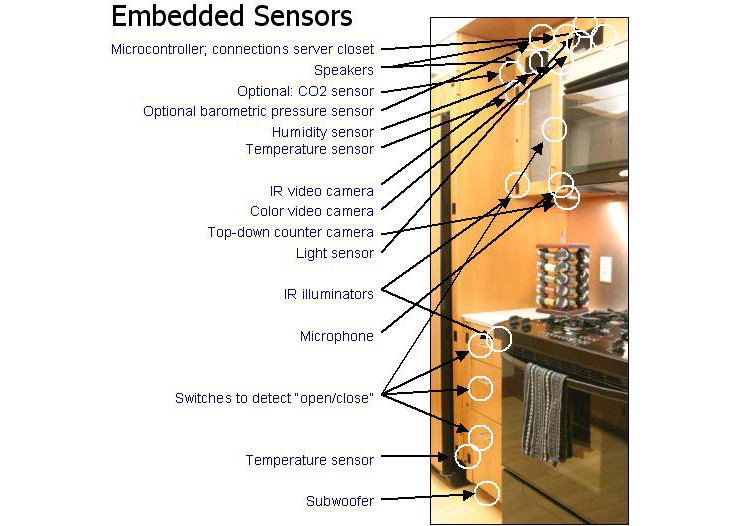 Embedded Sensors
Microcontroller; connections server closet
Speakers
Optional: CO2 sensor
Optional barometric pressure sensor
Humidity sensor
Temperature sensor
IR video camera
Color video camera
Top-down counter camera
Light sensor
IR illuminators
Microphone
Switches to detect "open/close"
Temperature sensor
Subwoofer